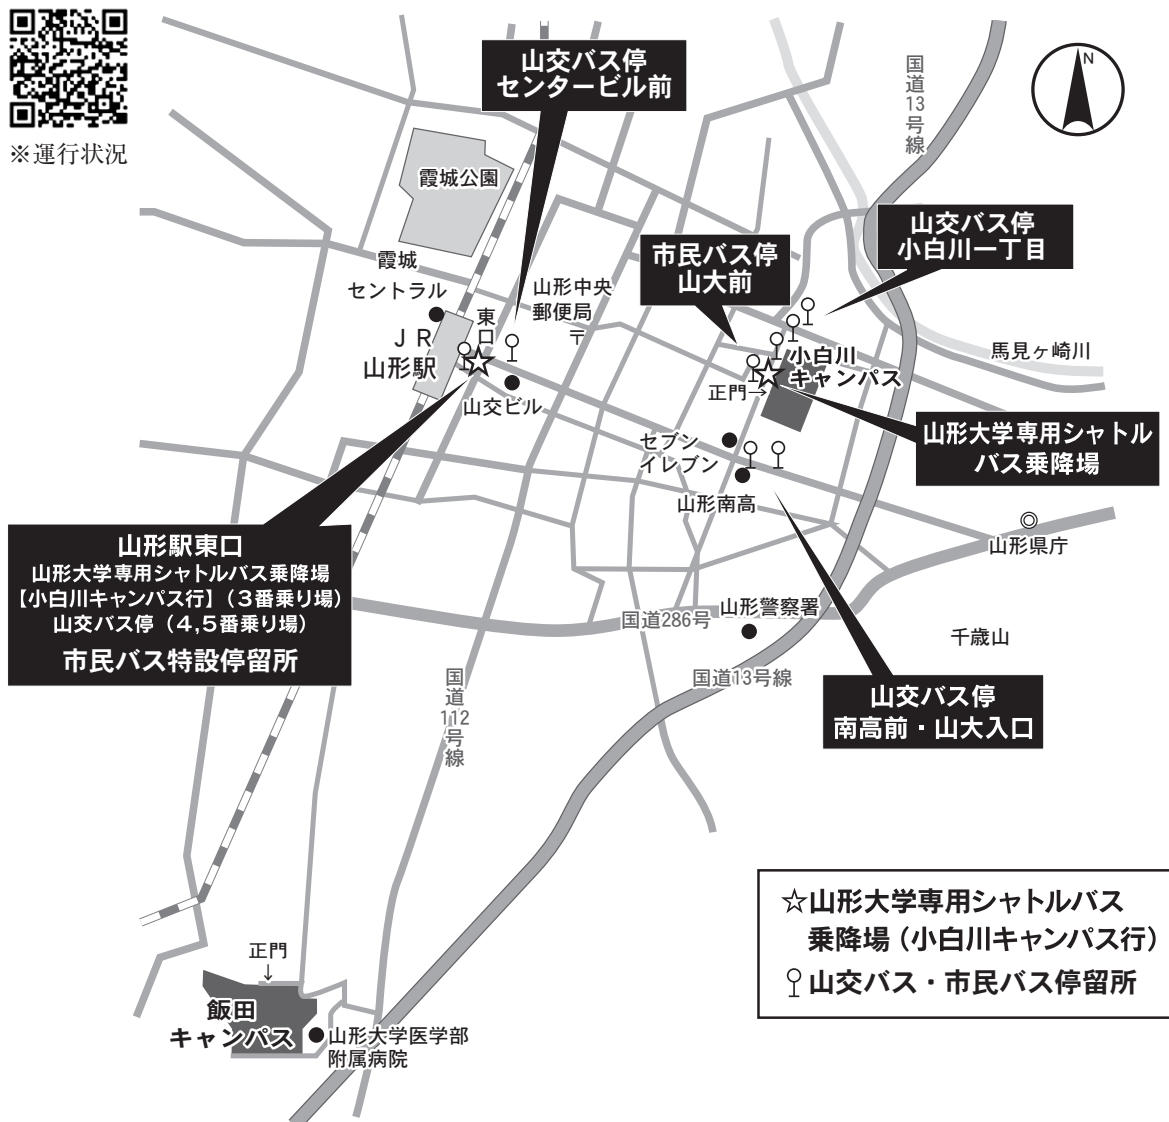 ※運行状況
山交バス停
センタービル前
国道13号線
N
霞城公園
山交バス停
小白川一丁目
市民バス停
山大前
霞城
セントラル
山形中央
郵便局
〒
東口
JR
山形駅
馬見ヶ崎川
小白川
キャンパス
正門→
山交ビル
山形大学専用シャトル
バス乗降場
セブン
イレブン
山形南高
◎
山形県庁
山形駅東口
山形大学専用シャトルバス乗降場
【小白川キャンパス行】（3番乗り場）
山交バス停（4,5番乗り場）
市民バス特設停留所
国道286号
山形警察署
千歳山
国道13号線
国道112号線
山交バス停
南高前・山大入口
☆山形大学専用シャトルバス
乗降場（小白川キャンパス行）
山交バス・市民バス停留所
正門
↓
飯田
キャンパス
山形大学医学部
附属病院